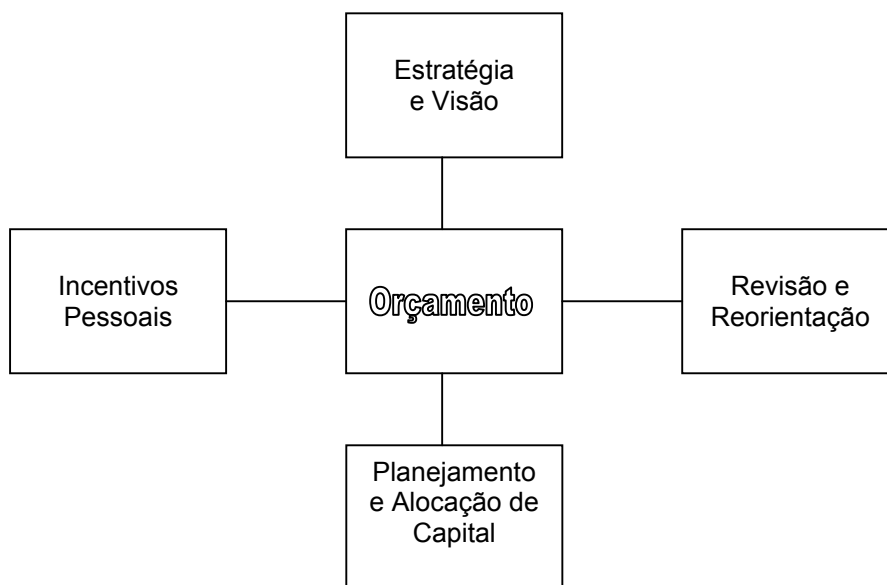 Estratégia
e Visão
Incentivos
Pessoais
Orçamento
Revisão e
Reorientação
Planejamento
e Alocação de
Capital